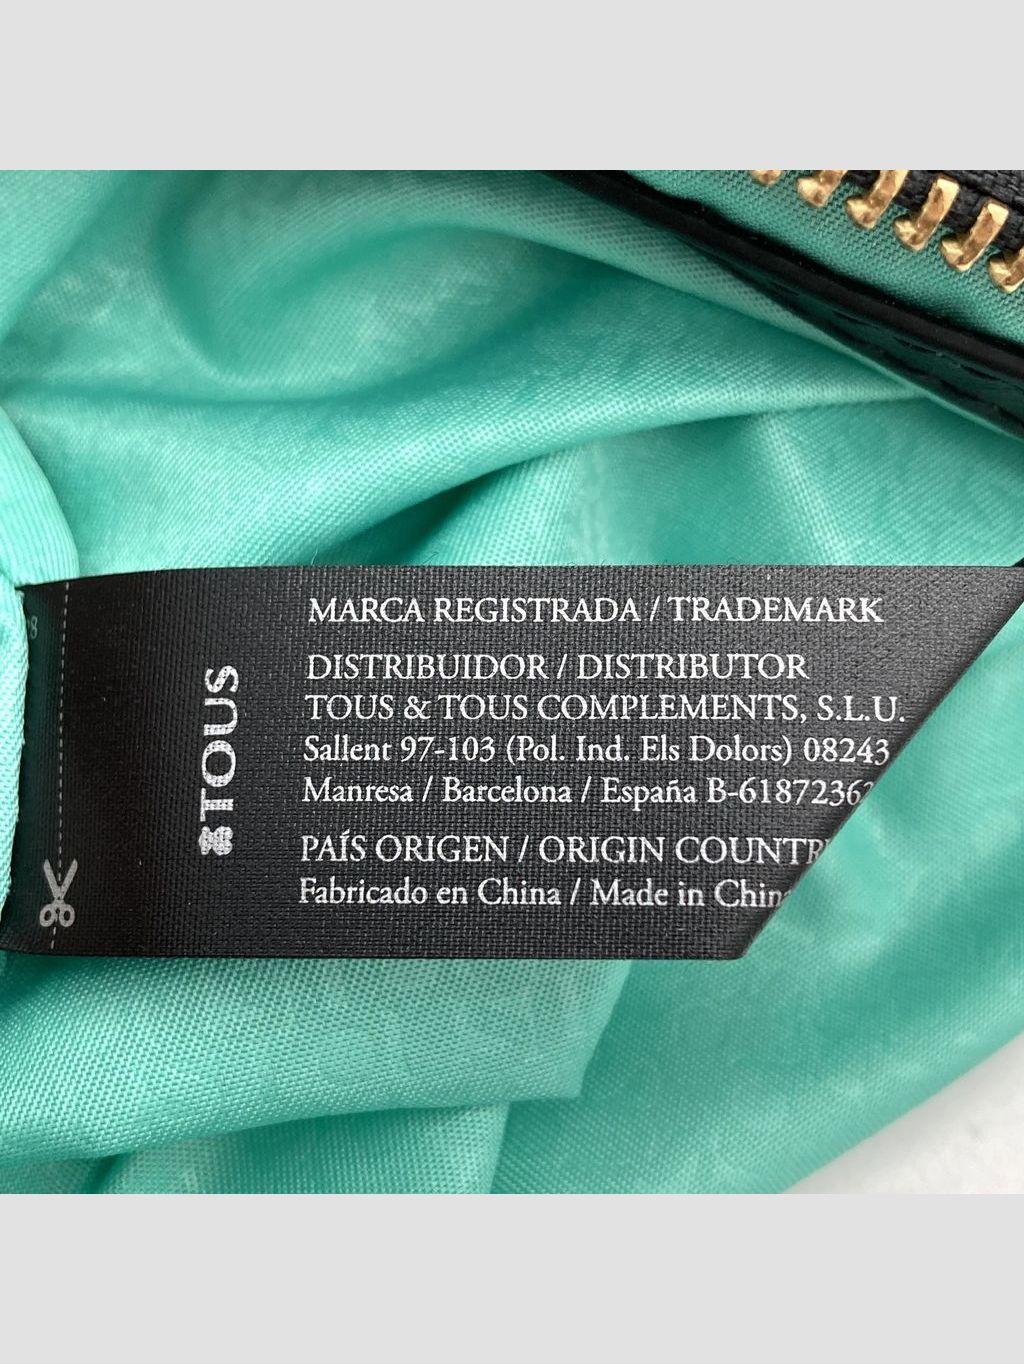 MARCA REGISTRADA / TRADEMARK
DISTRIBUIDOR / DISTRIBUTOR
TOUS & TOUS COMPLEMENTS, S.L.U.
Sallent 97-103 (Pol. Ind. Els Dolors) 08243
Manresa / Barcelona / España
PAÍS ORIGEN / ORIGIN
Fabricado en China / Made in
TOUS